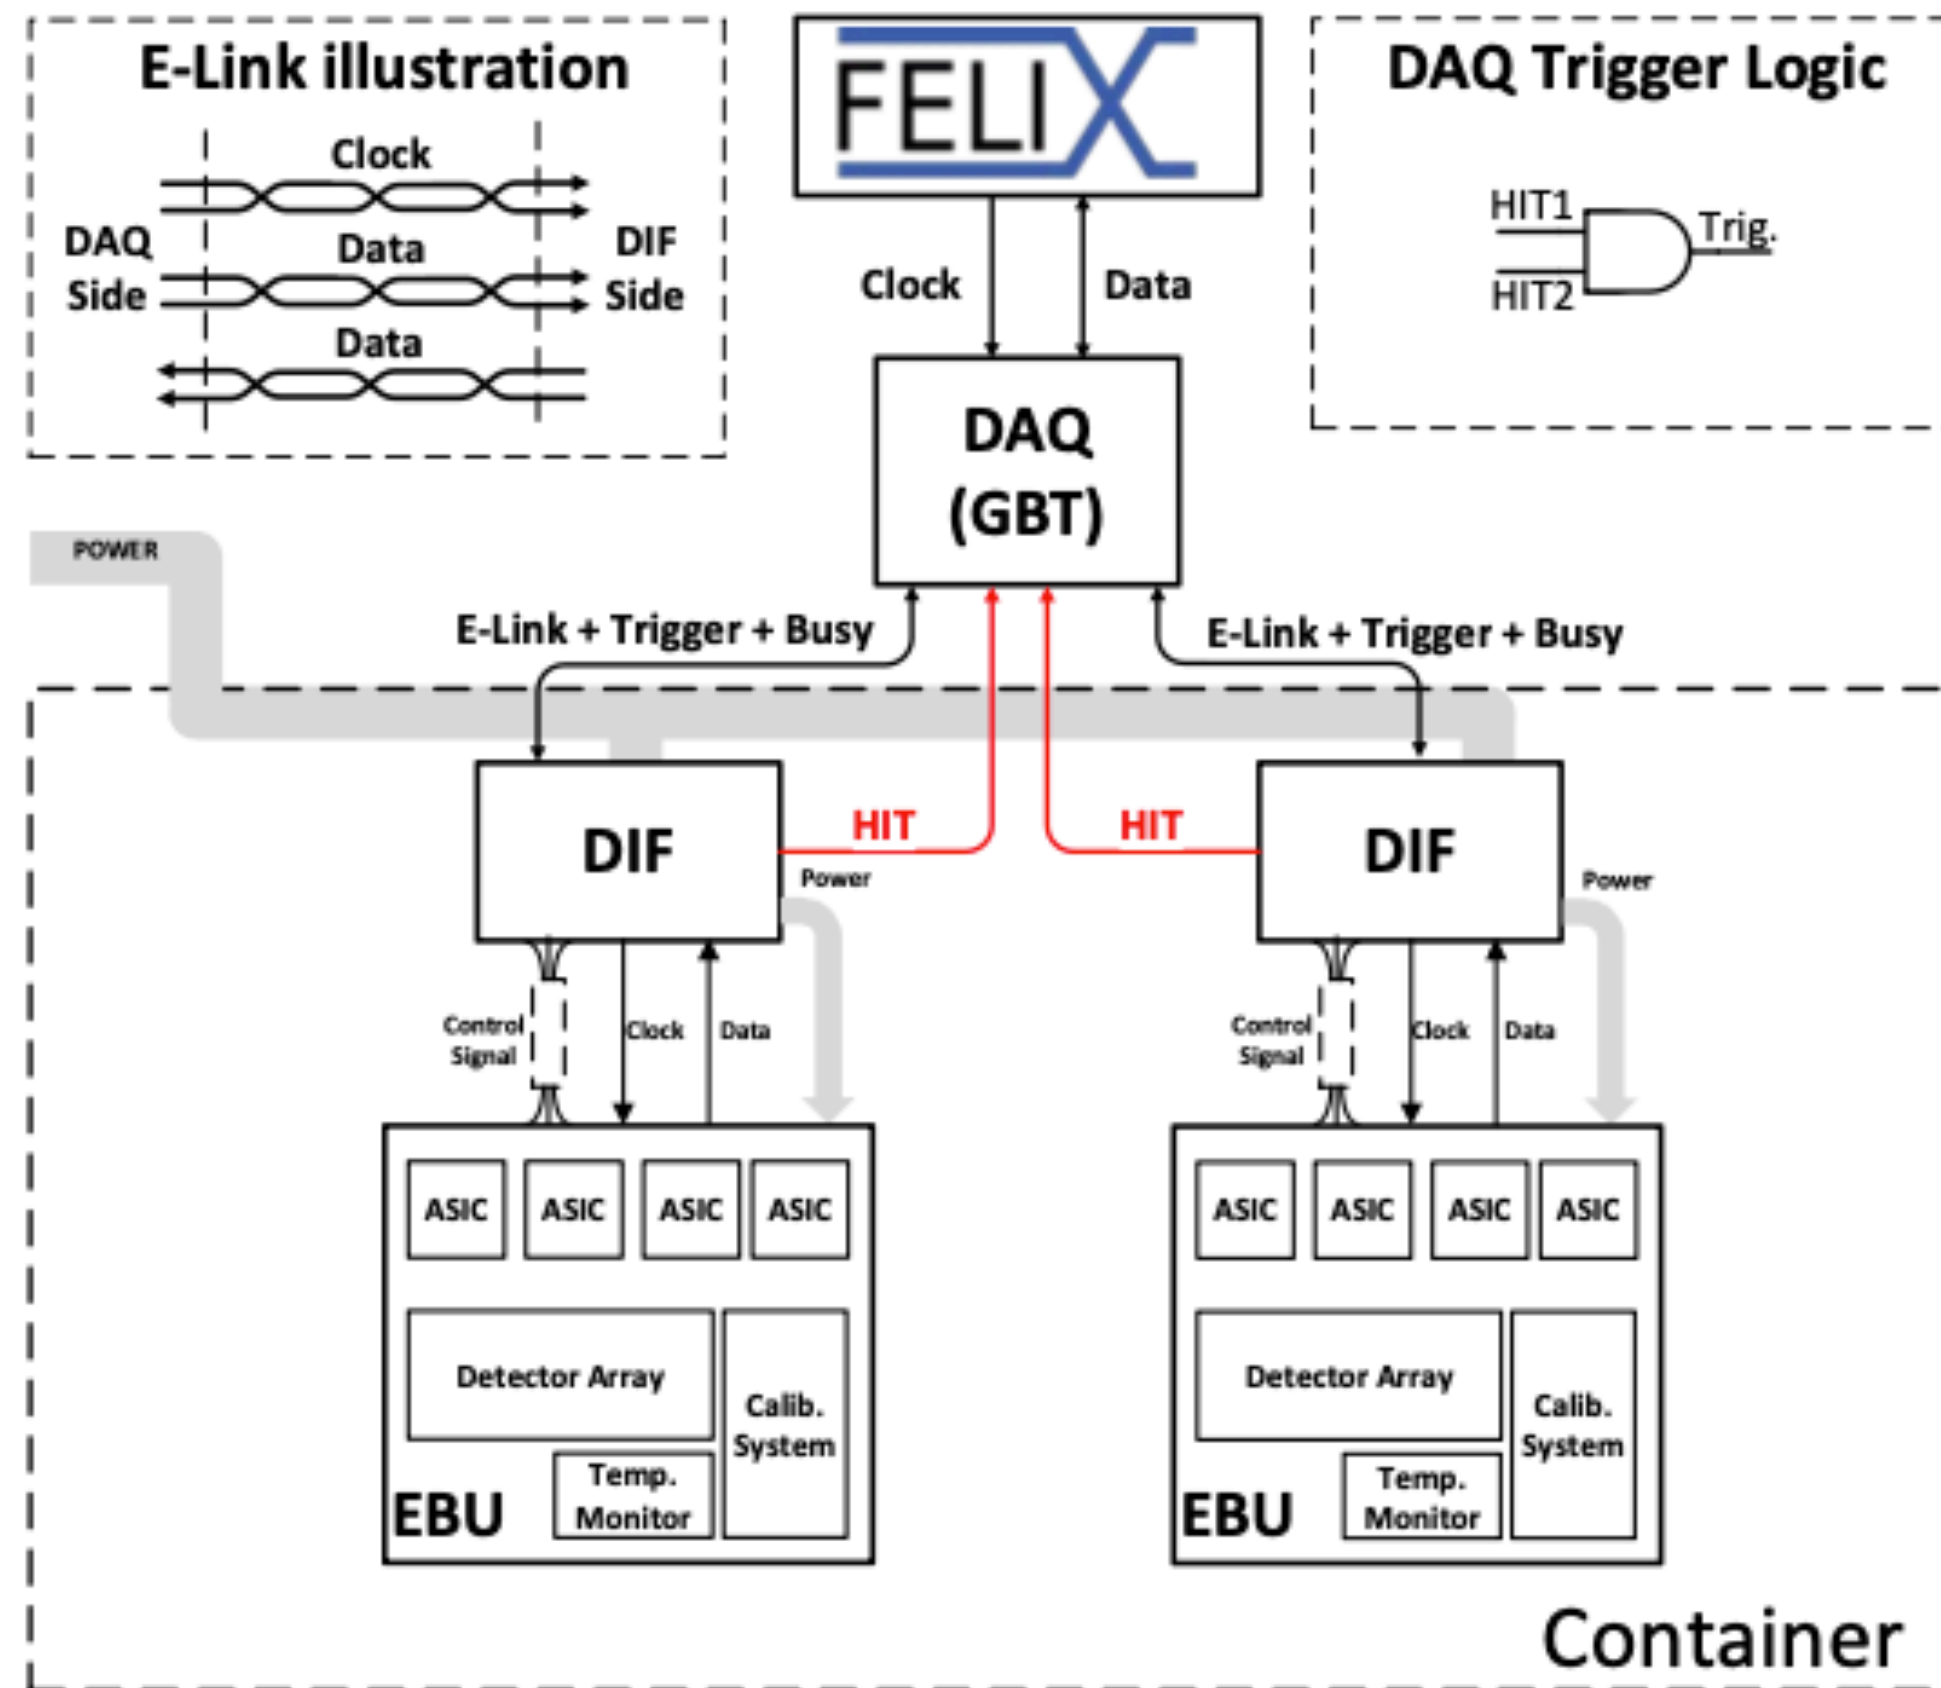 E-Link illustration
Clock
DAQ
Side
Data
DIF
Side
Data
FELIX
Clock
Data
DAQ Trigger Logic
HIT1
HIT2
Trig.
DAQ
(GBT)
POWER
E-Link + Trigger + Busy
E-Link + Trigger + Busy
DIF
HIT
HIT
DIF
Power
Power
Control
Signal
Clock
Data
Control
Signal
Clock
Data
ASIC
ASIC
ASIC
ASIC
Detector Array
Calib.
System
Temp.
Monitor
EBU
ASIC
ASIC
ASIC
ASIC
Detector Array
Calib.
System
Temp.
Monitor
EBU
Container